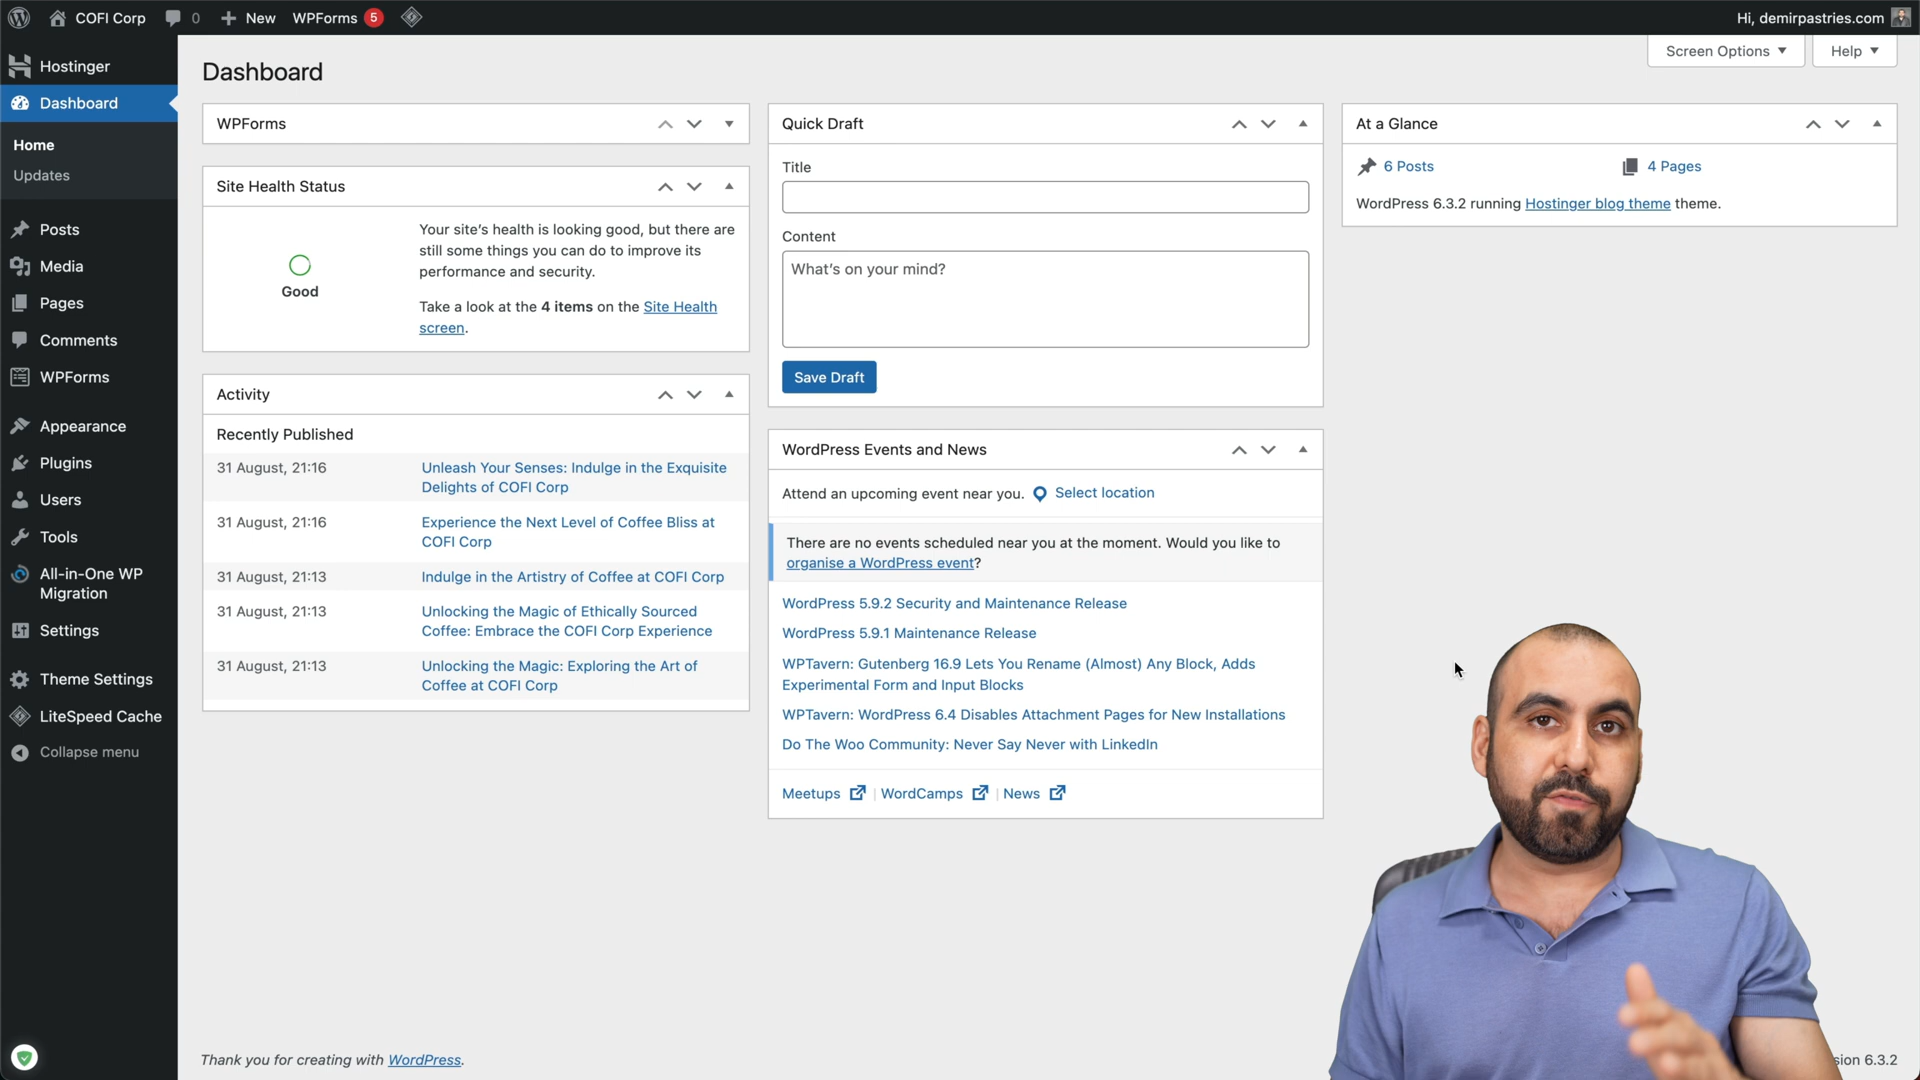 COFI Corp 0 New WPForms 5
Hi, demirpastries.com
Hostinger
Dashboard
Home
Updates
Posts
Media
Pages
Comments
WPForms
Appearance
Plugins
Users
Tools
All-in-One WP
Migration
Settings
Theme Settings
LiteSpeed Cache
Collapse menu
Screen Options
Help
Dashboard
WPForms
Site Health Status
Good
Your site's health is looking good, but there are
still some things you can do to improve its
performance and security.
Take a look at the 4 items on the Site Health
screen.
Activity
Recently Published
31 August, 21:16 Unleash Your Senses: Indulge in the Exquisite
Delights of COFI Corp
31 August, 21:16 Experience the Next Level of Coffee Bliss at
COFI Corp
31 August, 21:13 Indulge in the Artistry of Coffee at COFI Corp
31 August, 21:13 Unlocking the Magic of Ethically Sourced
Coffee: Embrace the COFI Corp Experience
31 August, 21:13 Unlocking the Magic: Exploring the Art of
Coffee at COFI Corp
Quick Draft
Title
Content
What's on your mind?
Save Draft
WordPress Events and News
Attend an upcoming event near you. Select location
There are no events scheduled near you at the moment. Would you like to
organise a WordPress event?
WordPress 5.9.2 Security and Maintenance Release
WordPress 5.9.1 Maintenance Release
WPTavern: Gutenberg 16.9 Lets You Rename (Almost) Any Block, Adds
Experimental Form and Input Blocks
WPTavern: WordPress 6.4 Disables Attachment Pages for New Installations
Do The Woo Community: Never Say Never with LinkedIn
Meetups | WordCamps | News
At a Glance
6 Posts 4 Pages
WordPress 6.3.2 running Hostinger blog theme theme.
Thank you for creating with WordPress.
sion 6.3.2